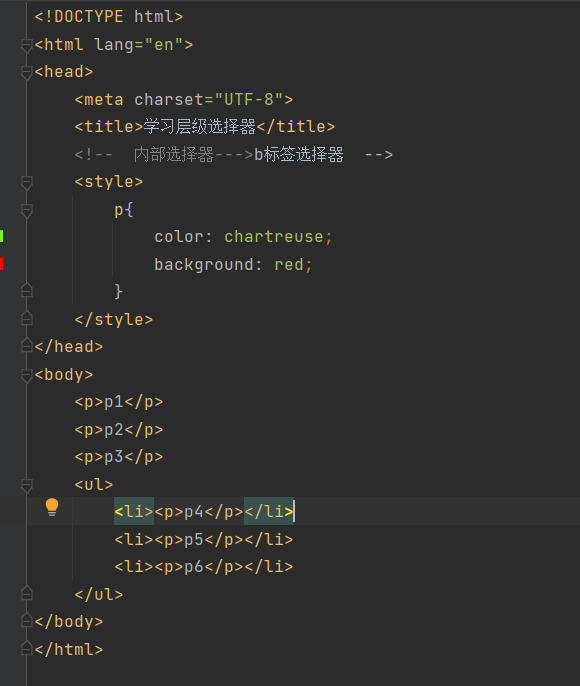 <!DOCTYPE html>
<html lang="en">
<head>
    <meta charset="UTF-8">
    <title>学习层级选择器</title>
    <!--  内部选择器--->b标签选择器  -->
    <style>
        p{
            color: chartreuse;
            background: red;
        }
    </style>
</head>
<body>
    <p>p1</p>
    <p>p2</p>
    <p>p3</p>
    <ul>
        <li><p>p4</p></li>
        <li><p>p5</p></li>
        <li><p>p6</p></li>
    </ul>
</body>
</html>